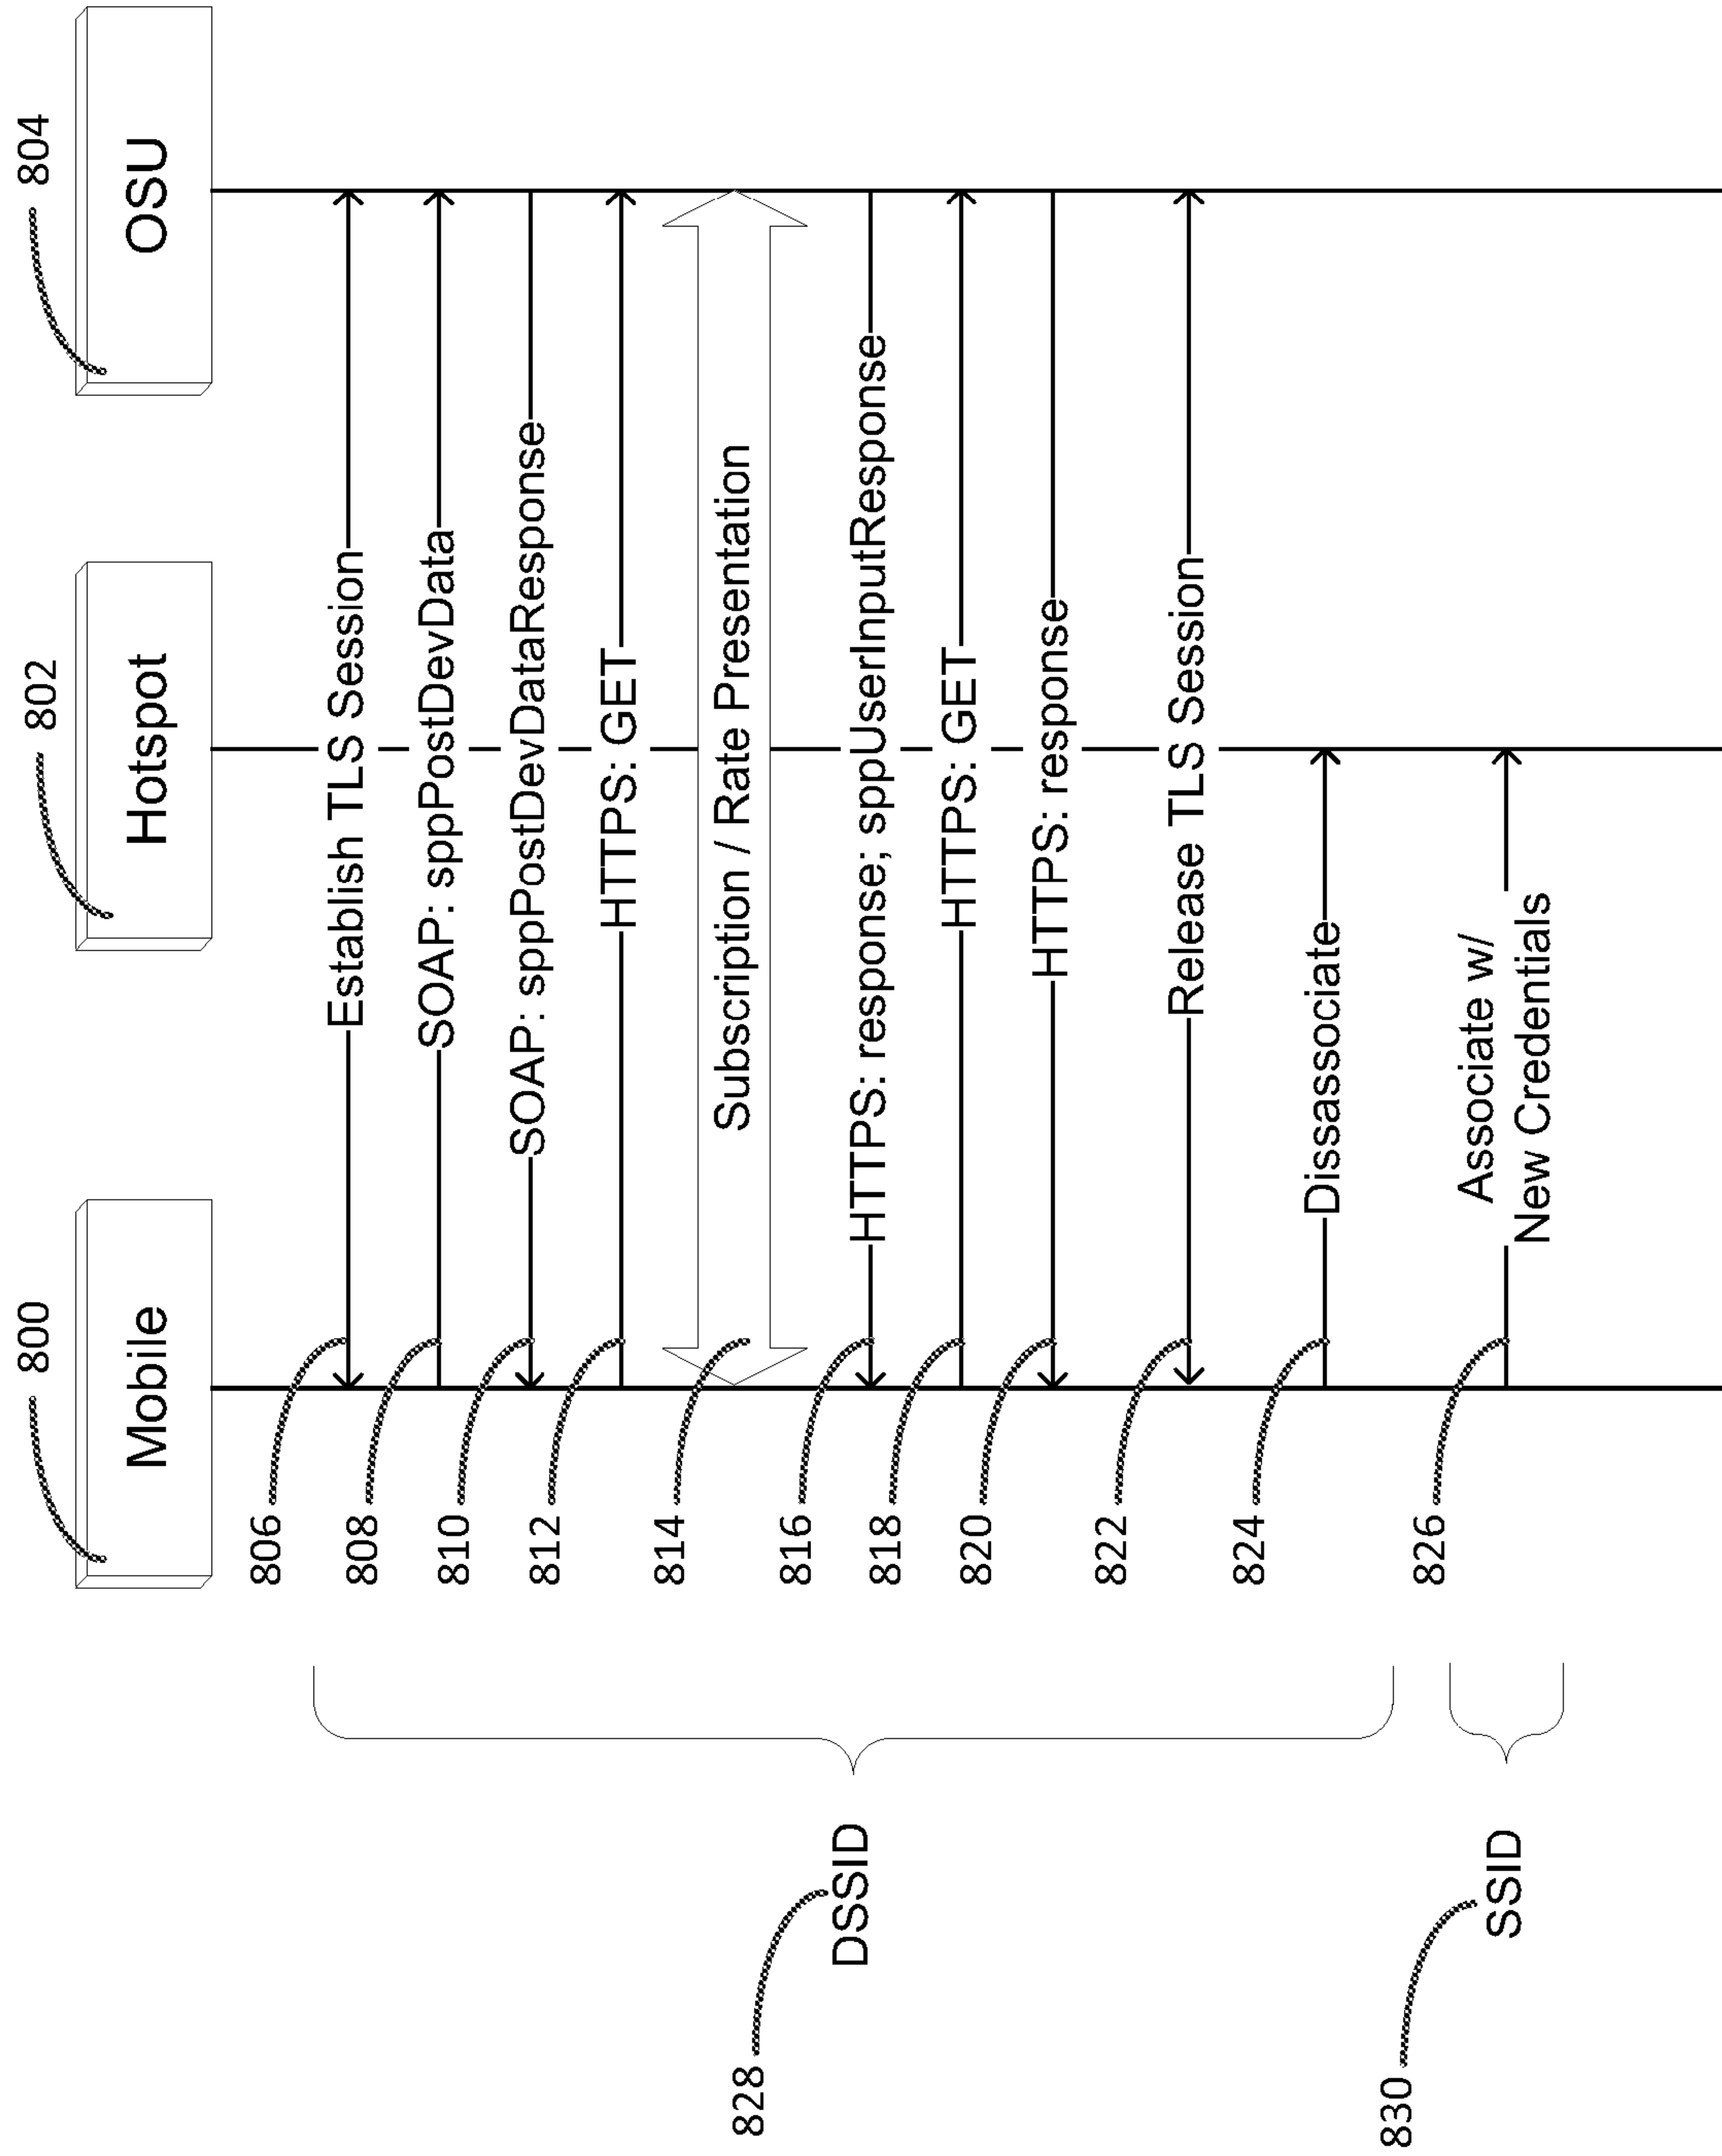 800
802
804
Mobile
Hotspot
OSU
806
Establish TLS Session
808
SOAP: sppPostDevData
810
SOAP: sppPostDevDataResponse
812
HTTPS: GET
814
Subscription / Rate Presentation
816
HTTPS: response; sppUserInputResponse
818
HTTPS: GET
820
HTTPS: response
822
Release TLS Session
824
Dissassociate
826
Associate w/
New Credentials
828
DSSID
830
SSID